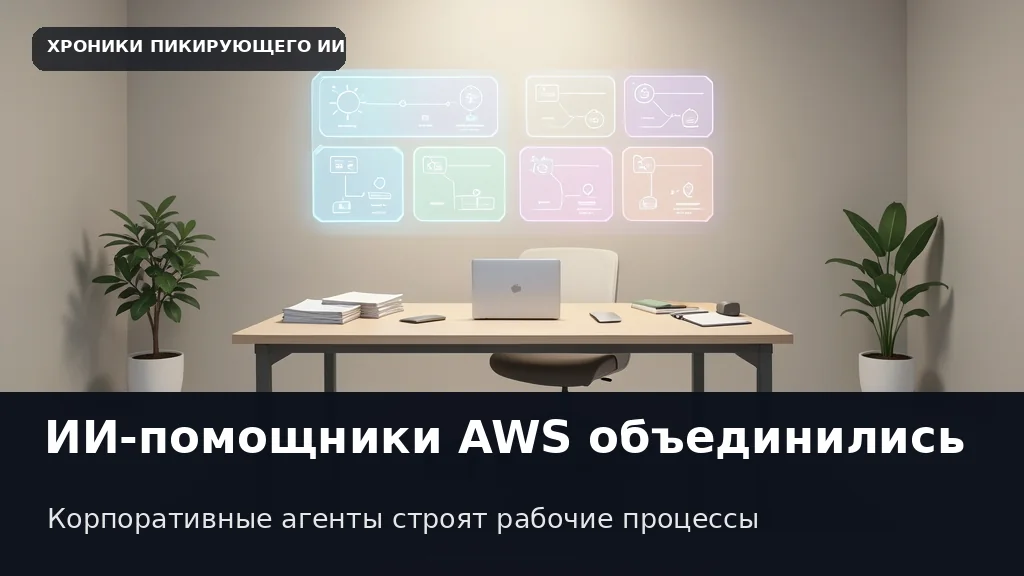 ХРОНИКИ ПИКИРУЮЩЕГО ИИ
ИИ-помощники AWS объединились
Корпоративные агенты строят рабочие процессы